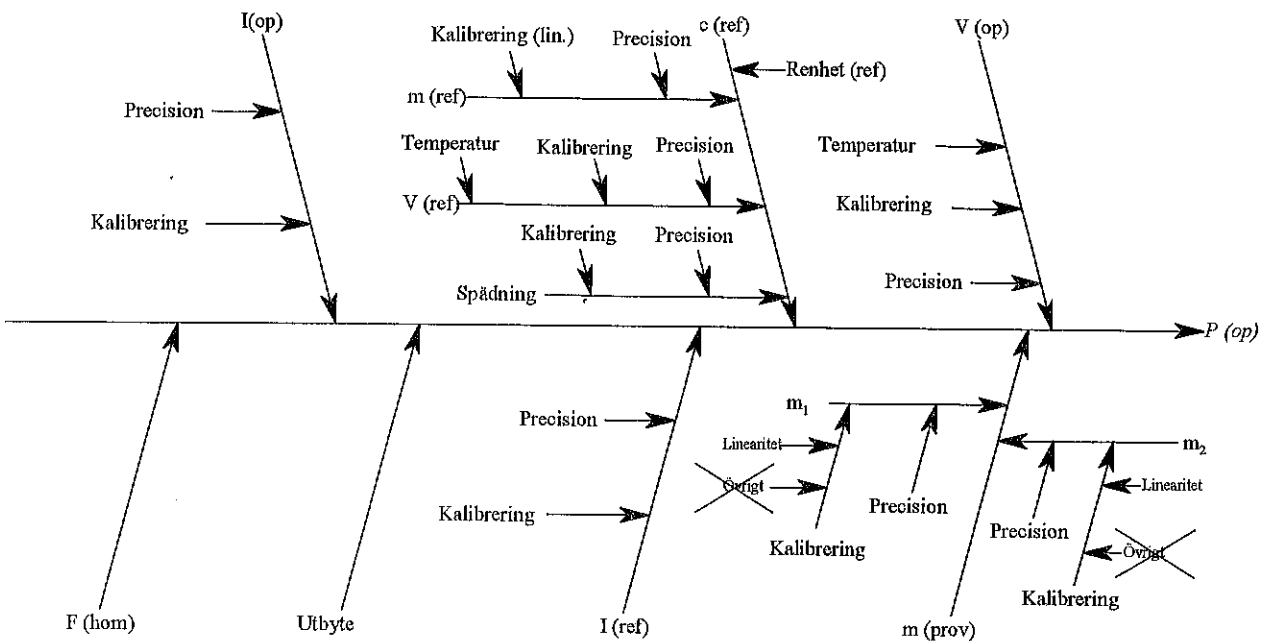 I(op)
c (ref)
V (op)
Kalibrering (lin.)
Precision
Renhet (ref)
m (ref)
Precision
Temperatur
Kalibrering
Precision
Temperatur
V (ref)
Kalibrering
Kalibrering
Kalibrering
Precision
Precision
Spädning
P (op)
m1
Precision
Linearitet
m2
Övrigt
Linearitet
Precision
Kalibrering
Precision
Kalibrering
Övrigt
Kalibrering
F (hom)
Utbyte
I (ref)
m (prov)